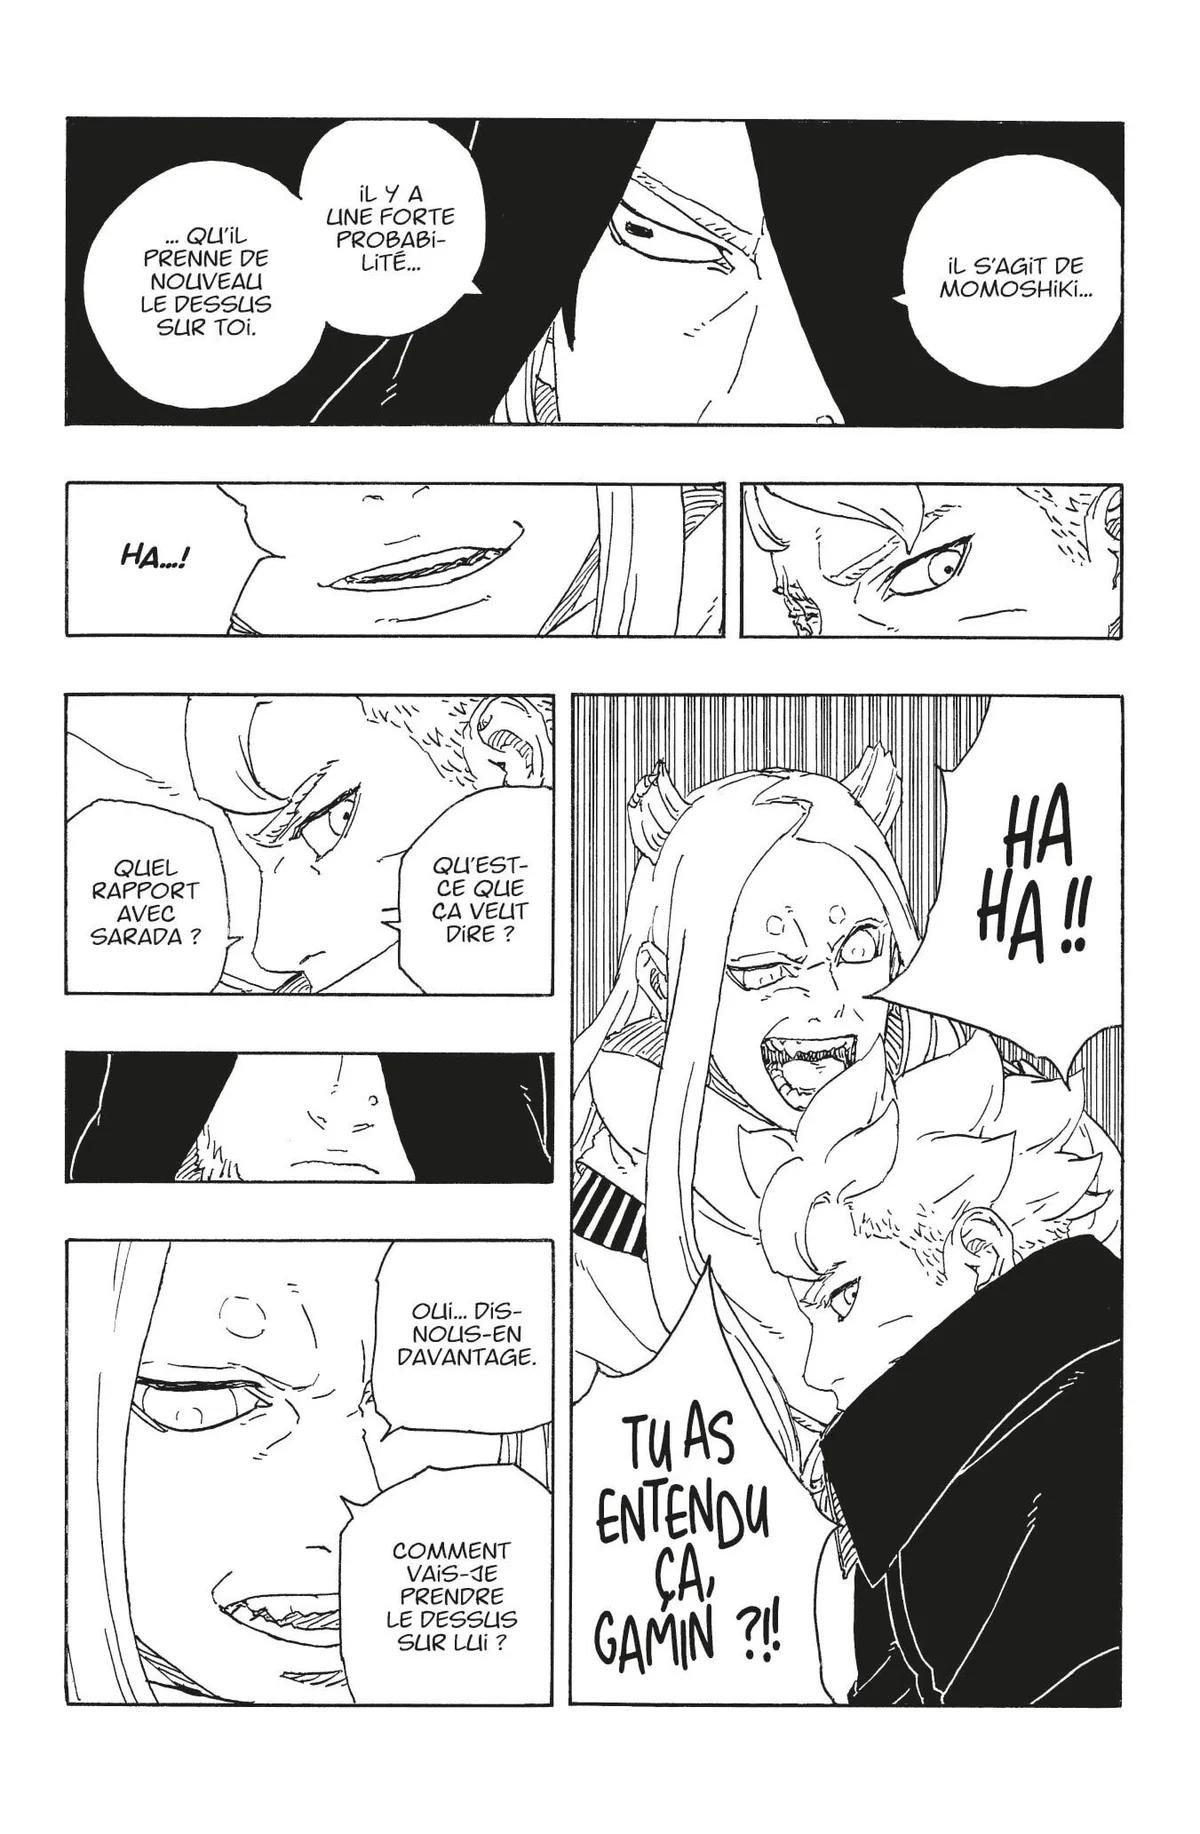 IL S'AGIT DE
MOMOSHIKI...
IL Y A
UNE FORTE
PROBABI-
LITÉ...
... QU'IL
PRENNE DE
NOUVEAU
LE DESSUS
SUR TOI.
HA...!
HA
HA !!
TU AS
ENTENDU
ÇA,
GAMIN ?!!
QU'EST-
CE QUE
ÇA VEUT
DIRE ?
QUEL
RAPPORT
AVEC
SARADA ?
OUI... DIS-
NOUS-EN
DAVANTAGE.
COMMENT
VAIS-JE
PRENDRE
LE DESSUS
SUR LUI ?